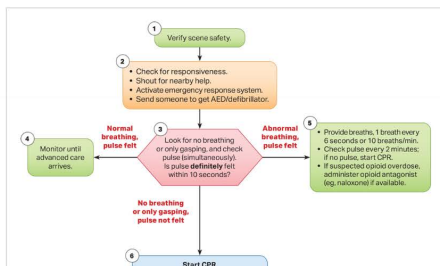 1
Verify scene safety.
2
• Check for responsiveness.
• Shout for nearby help.
• Activate emergency response system.
• Send someone to get AED/defibrillator.
Normal
breathing,
pulse felt
Abnormal
breathing,
pulse felt
4
Monitor until
advanced care
arrives.
3
Look for no breathing
or only gasping, and check
pulse (simultaneously).
Is pulse definitely felt
within 10 seconds?
5
• Provide breaths, 1 breath every
6 seconds or 10 breaths/min.
• Check pulse every 2 minutes;
if no pulse, start CPR.
• If suspected opioid overdose,
administer opioid antagonist
(eg, naloxone) if available.
No breathing
or only gasping,
pulse not felt
6
Start CPR